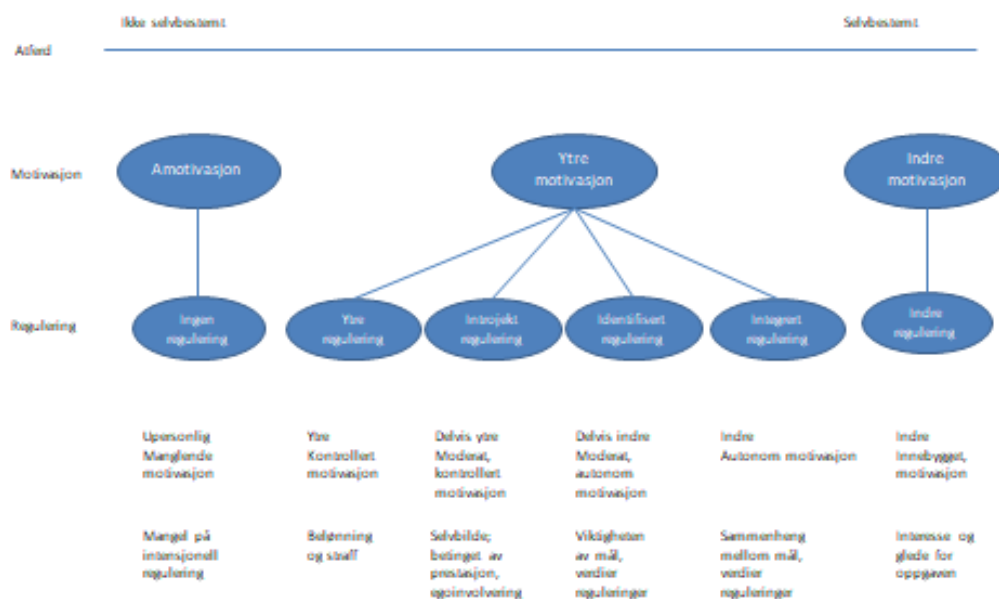 Ikke selvbestemt
Selvbestemt
Atferd
Motivasjon
Amotivasjon
Ytre
motivasjon
Indre
motivasjon
Regulering
Ingen
regulering
Ytre
regulering
Introjekt
regulering
Identifisert
regulering
Integrert
regulering
Indre
regulering
Upersonlig
Manglende
motivasjon
Ytre
Kontrollert
motivasjon
Delvis ytre
Moderat,
kontrollert
motivasjon
Delvis indre
Moderat,
autonom
motivasjon
Indre
Autonom motivasjon
Indre
Innebygget,
motivasjon
Mangel på
intensjonell
regulering
Belønning
og straff
Selvbilde;
betinget av
prestasjon,
egoinvolvering
Viktigheten
av mål,
verdier
reguleringer
Sammenheng
mellom mål,
verdier
reguleringer
Interesse og
glede for
oppgaven